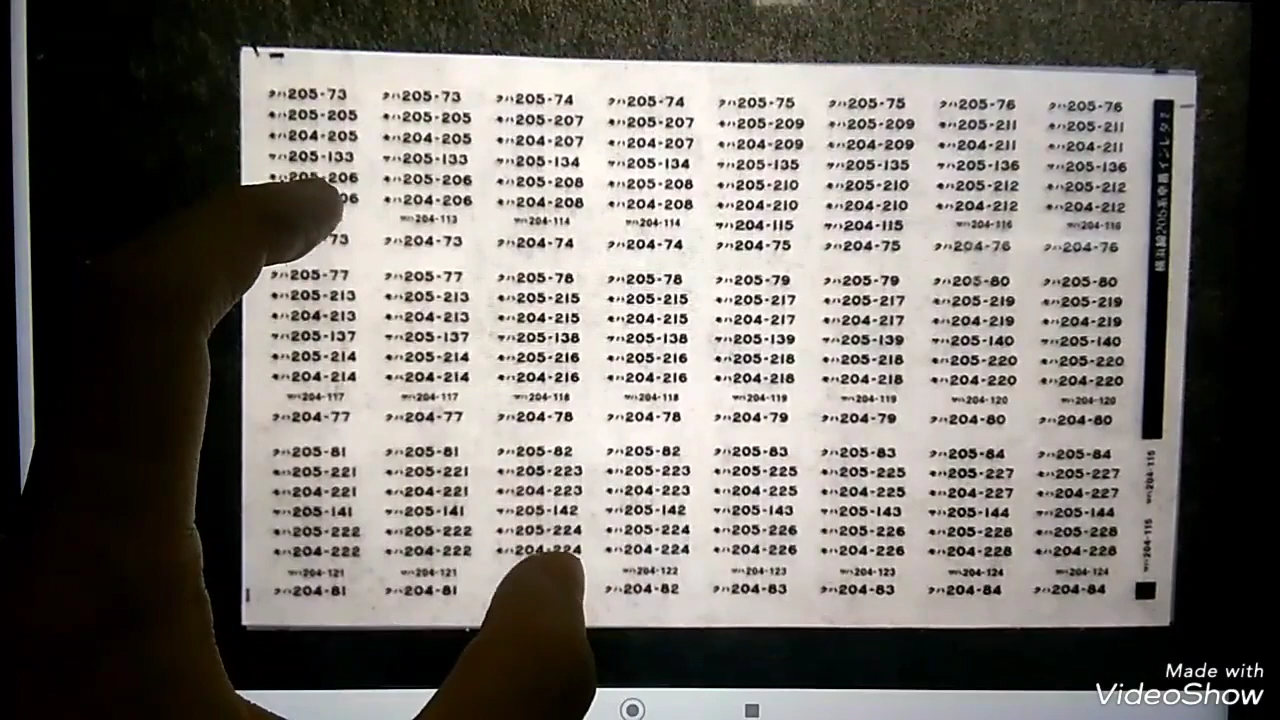 クハ205-73 クハ205-73 クハ205-74 クハ205-74 クハ205-75 クハ205-75 クハ205-76 クハ205-76
モハ205-205 モハ205-205 モハ205-207 モハ205-207 モハ205-209 モハ205-209 モハ205-211 モハ205-211
モハ204-205 モハ204-205 モハ204-207 モハ204-207 モハ204-209 モハ204-209 モハ204-211 モハ204-211
サハ205-133 サハ205-133 サハ205-134 サハ205-134 サハ205-135 サハ205-135 サハ205-136 サハ205-136
モハ205-206 モハ205-206 モハ205-208 モハ205-208 モハ205-210 モハ205-210 モハ205-212 モハ205-212
06 モハ204-206 モハ204-208 モハ204-208 モハ204-210 モハ204-210 モハ204-212 モハ204-212
サハ204-113 サハ204-114 サハ204-114 サハ204-115 サハ204-115 サハ204-116 サハ204-116
73 クハ204-73 クハ204-74 クハ204-74 クハ204-75 クハ204-75 クハ204-76 クハ204-76
クハ205-77 クハ205-77 クハ205-78 クハ205-78 クハ205-79 クハ205-79 クハ205-80 クハ205-80
モハ205-213 モハ205-213 モハ205-215 モハ205-215 モハ205-217 モハ205-217 モハ205-219 モハ205-219
モハ204-213 モハ204-213 モハ204-215 モハ204-215 モハ204-217 モハ204-217 モハ204-219 モハ204-219
サハ205-137 サハ205-137 サハ205-138 サハ205-138 サハ205-139 サハ205-139 サハ205-140 サハ205-140
モハ205-214 モハ205-214 モハ205-216 モハ205-216 モハ205-218 モハ205-218 モハ205-220 モハ205-220
モハ204-214 モハ204-214 モハ204-216 モハ204-216 モハ204-218 モハ204-218 モハ204-220 モハ204-220
サハ204-117 サハ204-117 サハ204-118 サハ204-118 サハ204-119 サハ204-119 サハ204-120 サハ204-120
クハ204-77 クハ204-77 クハ204-78 クハ204-78 クハ204-79 クハ204-79 クハ204-80 クハ204-80
クハ205-81 クハ205-81 クハ205-82 クハ205-82 クハ205-83 クハ205-83 クハ205-84 クハ205-84
モハ205-221 モハ205-221 モハ205-223 モハ205-223 モハ205-225 モハ205-225 モハ205-227 モハ205-227
モハ204-221 モハ204-221 モハ204-223 モハ204-223 モハ204-225 モハ204-225 モハ204-227 モハ204-227
サハ205-141 サハ205-141 サハ205-142 サハ205-142 サハ205-143 サハ205-143 サハ205-144 サハ205-144
モハ205-222 モハ205-222 モハ205-224 モハ205-224 モハ205-226 モハ205-226 モハ205-228 モハ205-228
モハ204-222 モハ204-222 モハ204-224 モハ204-224 モハ204-226 モハ204-226 モハ204-228 モハ204-228
サハ204-121 サハ204-121 サハ204-122 サハ204-123 サハ204-123 サハ204-124 サハ204-124
クハ204-81 クハ204-81 クハ204-82 クハ204-83 クハ204-83 クハ204-84 クハ204-84
横浜線205系車番インレタ2
サハ204-115
サハ204-115
Made with
VideoShow